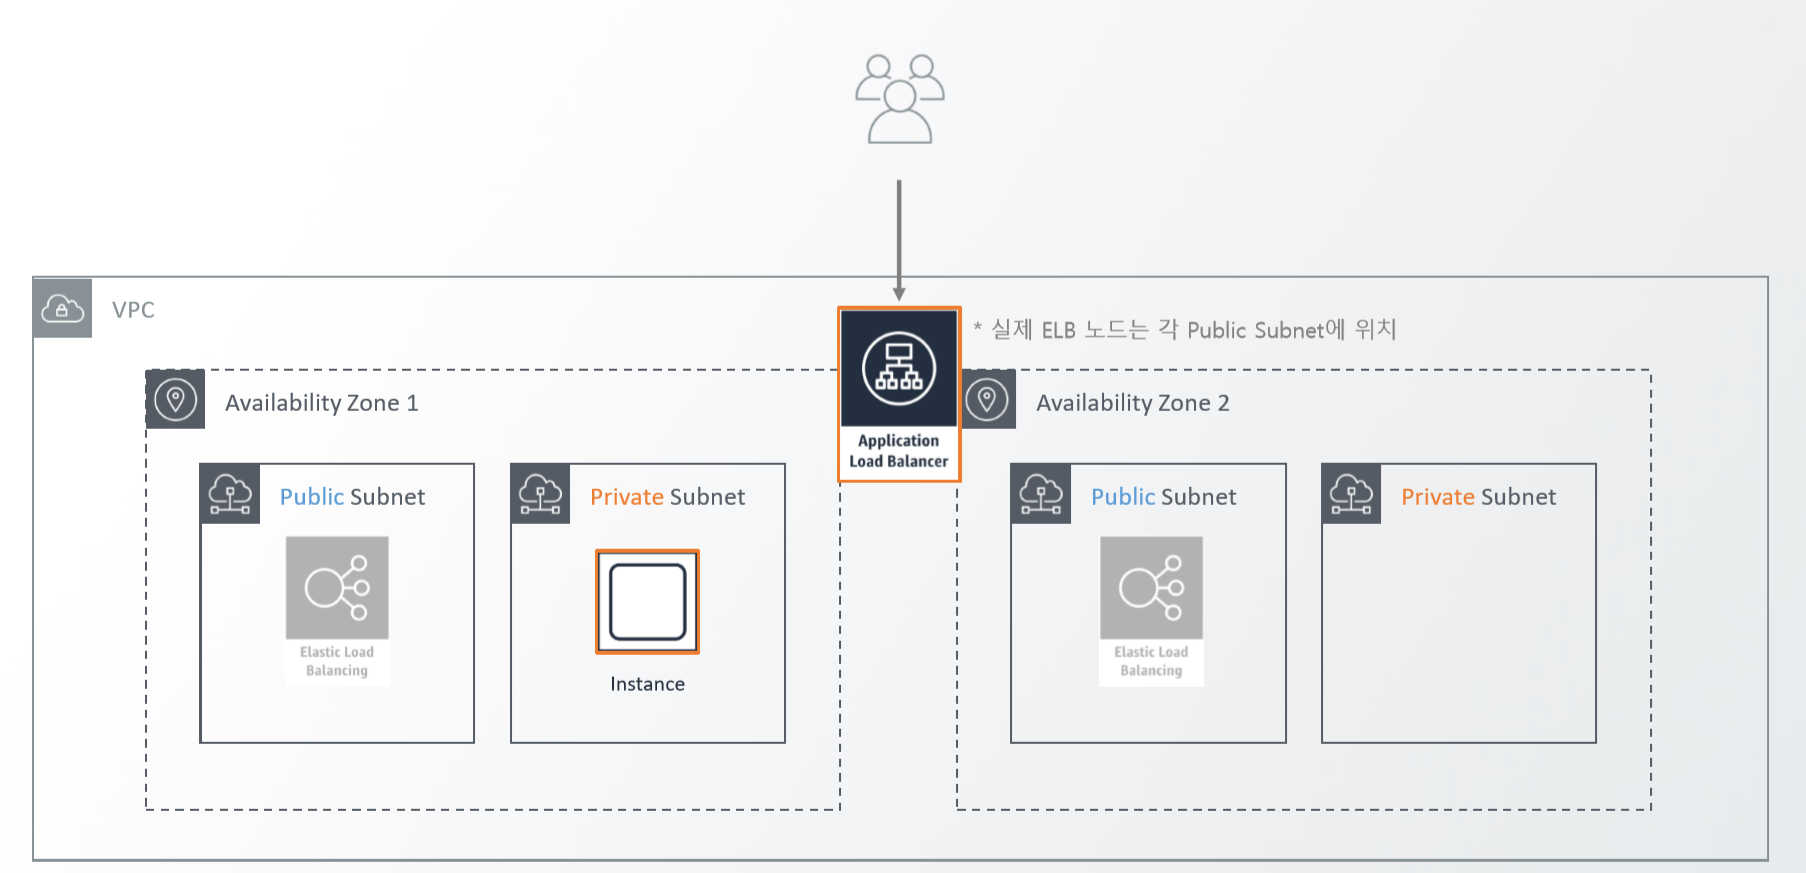 VPC
* 실제 ELB 노드는 각 Public Subnet에 위치
Application
Load Balancer
Availability Zone 1
Public Subnet
Elastic Load
Balancing
Private Subnet
Instance
Availability Zone 2
Public Subnet
Elastic Load
Balancing
Private Subnet